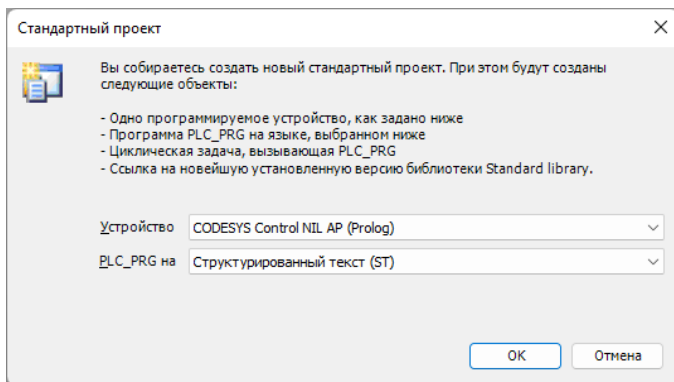 Стандартный проект
Вы собираетесь создать новый стандартный проект. При этом будут созданы
следующие объекты:
- Одно программируемое устройство, как задано ниже
- Программа PLC_PRG на языке, выбранном ниже
- Циклическая задача, вызывающая PLC_PRG
- Ссылка на новейшую установленную версию библиотеки Standard library.
Устройство CODESYS Control NIL AP (Prolog)
PLC_PRG на Структурированный текст (ST)
OK Отмена